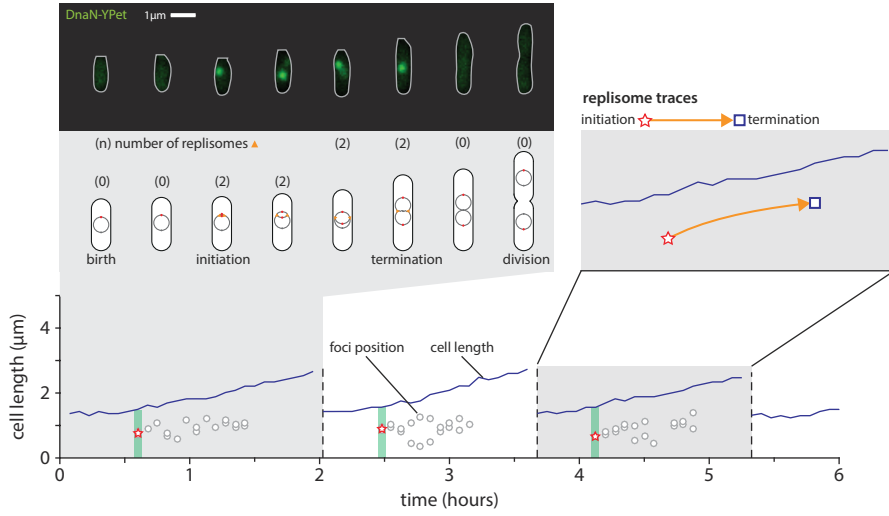 DnaN-YPet 1μm
replisome traces
initiation termination
(n) number of replisomes (2) (2) (0) (0)
(0) (0) (2) (2)
birth initiation termination division
cell length (μm)
4
2
0
foci position cell length
0 1 2 3 4 5 6
time (hours)